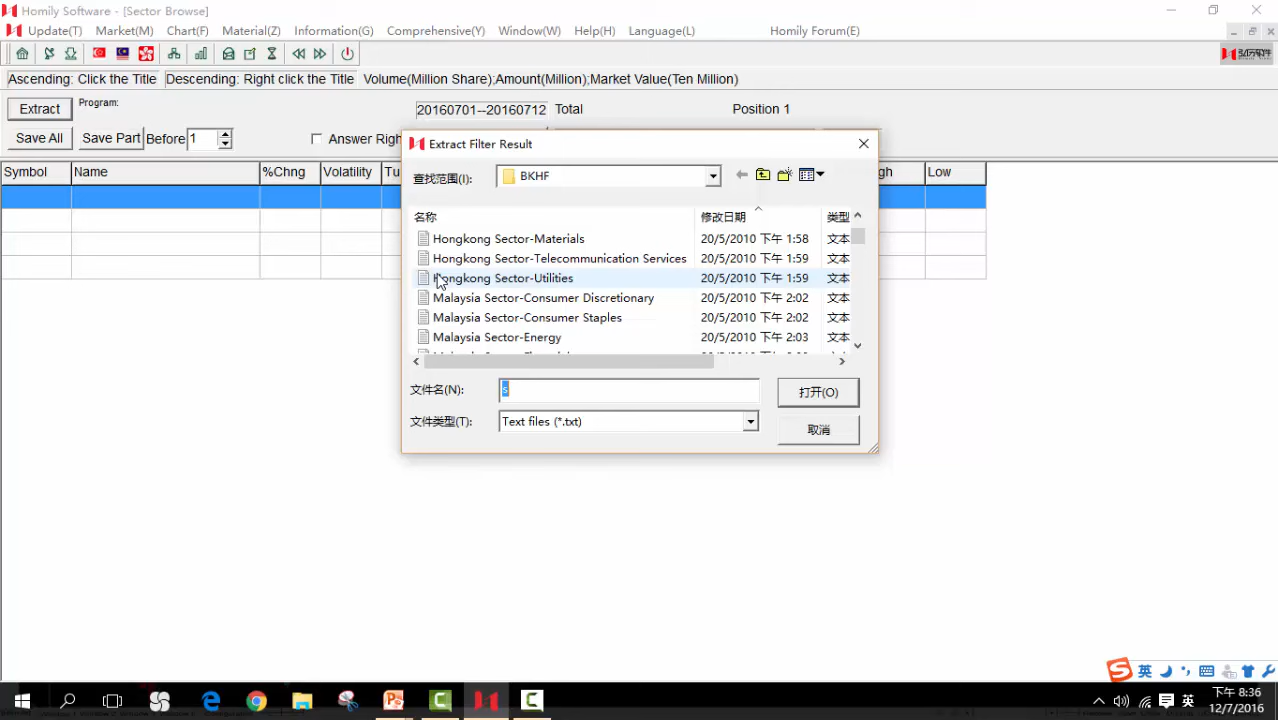 Homily Software - [Sector Browse]
Update(T) Market(M) Chart(F) Material(Z) Information(G) Comprehensive(Y) Window(W) Help(H) Language(L) Homily Forum(E)
Ascending: Click the Title Descending: Right click the Title Volume(Million Share);Amount(Million);Market Value(Ten Million)
Extract Program: 20160701--20160712 Total Position 1
Save All Save Part Before 1 Answer Righ
Symbol Name %Chng Volatility Tu gh Low
Extract Filter Result
查找范围(I): BKHF
名称 修改日期 类型
Hongkong Sector-Materials 20/5/2010 下午 1:58 文本
Hongkong Sector-Telecommunication Services 20/5/2010 下午 1:59 文本
Hongkong Sector-Utilities 20/5/2010 下午 1:59 文本
Malaysia Sector-Consumer Discretionary 20/5/2010 下午 2:02 文本
Malaysia Sector-Consumer Staples 20/5/2010 下午 2:02 文本
Malaysia Sector-Energy 20/5/2010 下午 2:03 文本
文件名(N): s 打开(O)
文件类型(T): Text files (*.txt) 取消
英
英 下午 8:36
12/7/2016